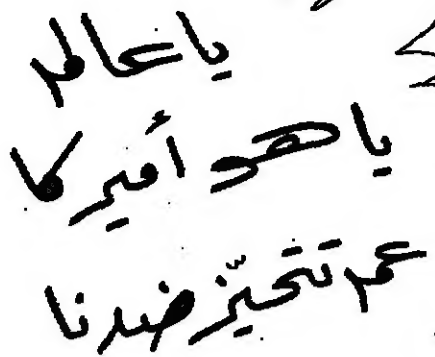 يا عالم
يا هو أميركا
عم تتحيّز ضدنا